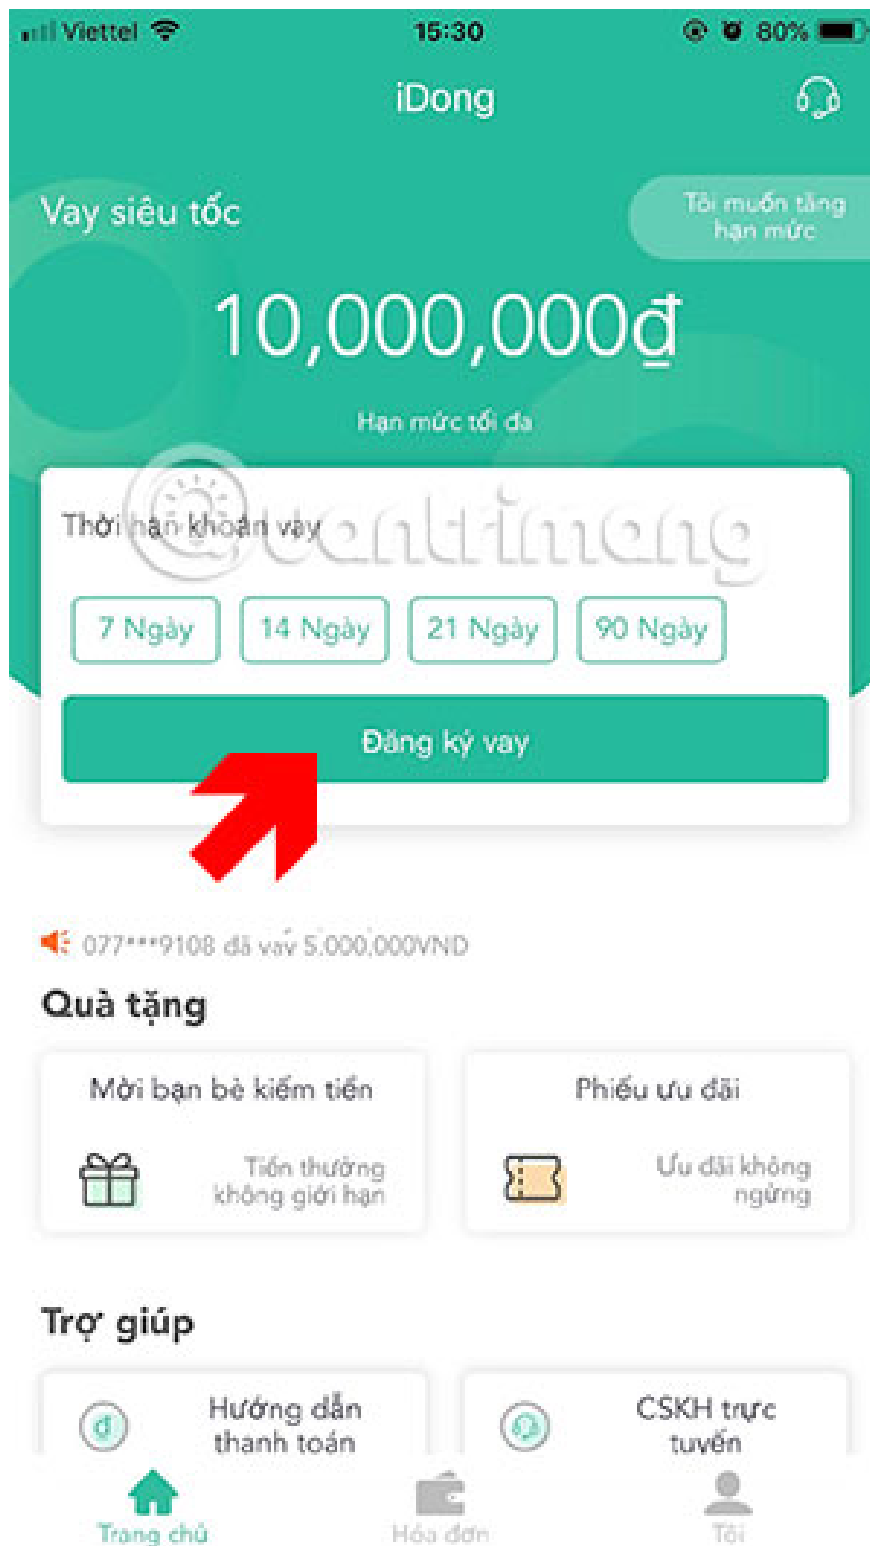 Viettel 15:30 80%
iDong
Vay siêu tốc
Tôi muốn tăng
hạn mức
10,000,000₫
Hạn mức tối đa
Thời hạn khoản vay
Quantrimang
7 Ngày 14 Ngày 21 Ngày 90 Ngày
Đăng ký vay
077***9108 đã vay 5.000.000VND
Quà tặng
Mời bạn bè kiếm tiền
Tiền thưởng
không giới hạn
Phiếu ưu đãi
Ưu đãi không
ngừng
Trợ giúp
Hướng dẫn
thanh toán
CSKH trực
tuyến
Trang chủ Hóa đơn Tôi